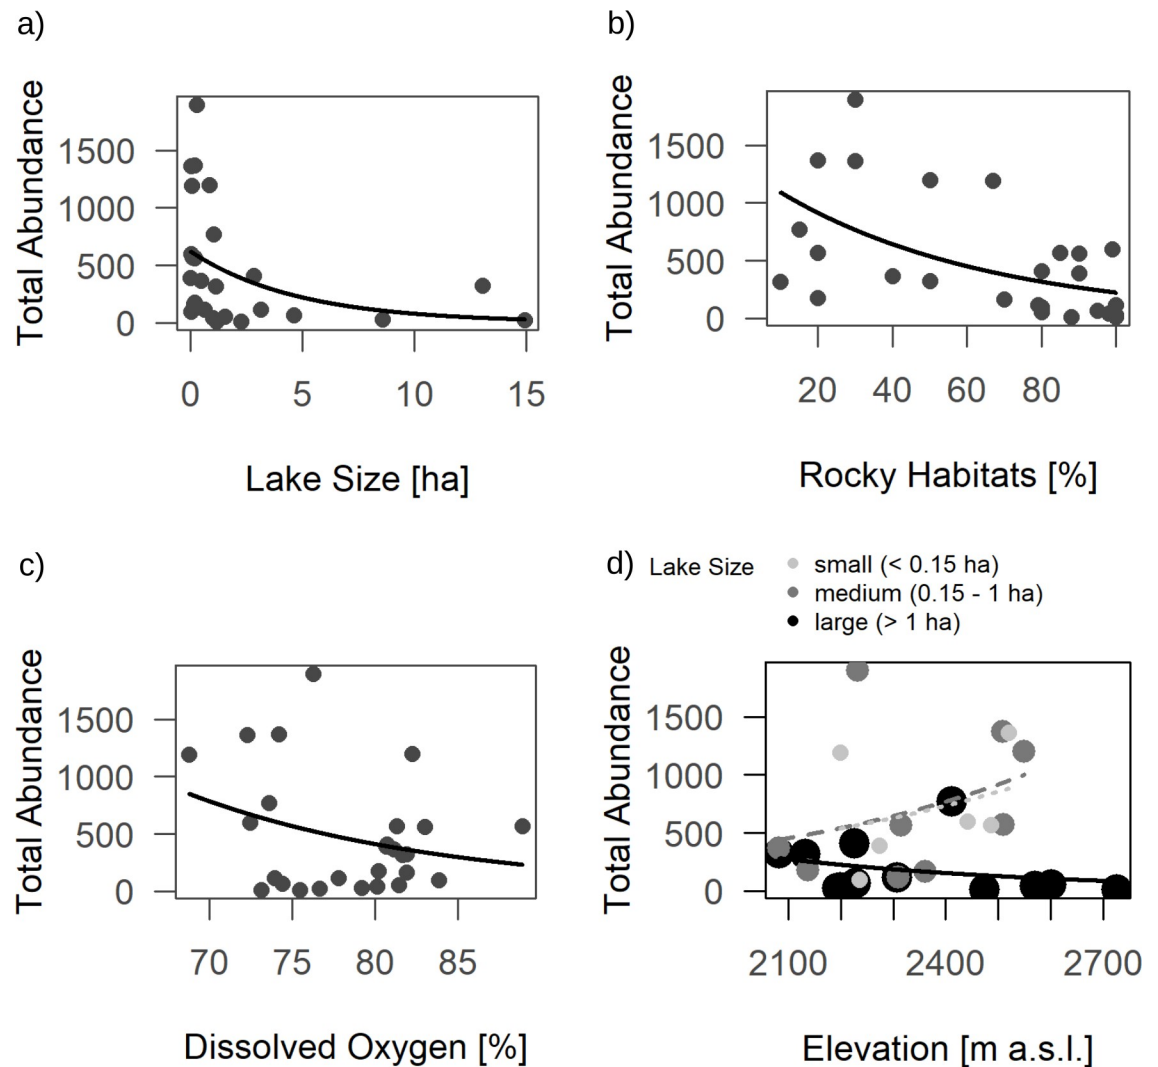 a)
Total Abundance
1500
1000
500
0
0 5 10 15
Lake Size [ha]
b)
Total Abundance
1500
1000
500
0
20 40 60 80
Rocky Habitats [%]
c)
Total Abundance
1500
1000
500
0
70 75 80 85
Dissolved Oxygen [%]
d) Lake Size
small (< 0.15 ha)
medium (0.15 - 1 ha)
large (> 1 ha)
Total Abundance
1500
1000
500
0
2100 2400 2700
Elevation [m a.s.l.]